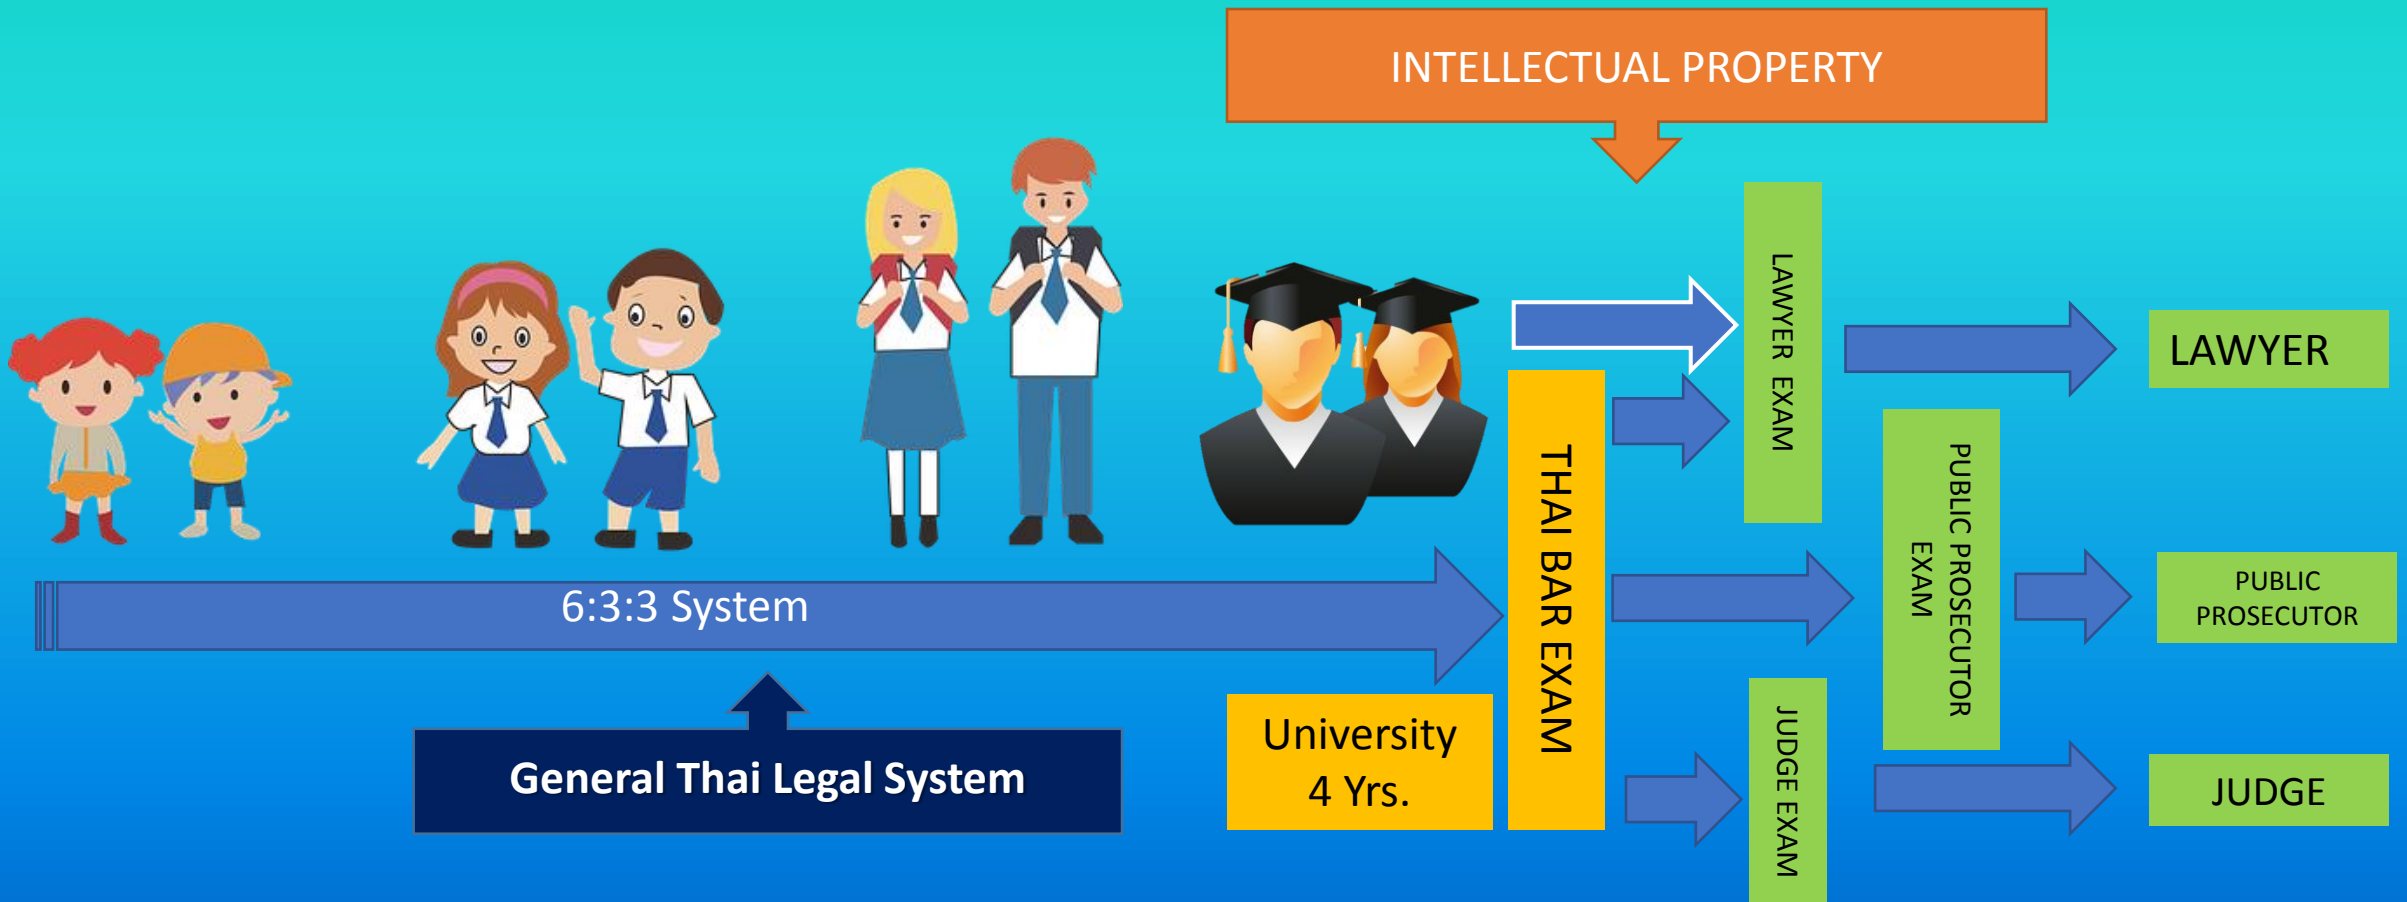 INTELLECTUAL PROPERTY
6:3:3 System
General Thai Legal System
University
4 Yrs.
THAI BAR EXAM
LAWYER EXAM
LAWYER
PUBLIC PROSECUTOR
EXAM
PUBLIC
PROSECUTOR
JUDGE EXAM
JUDGE